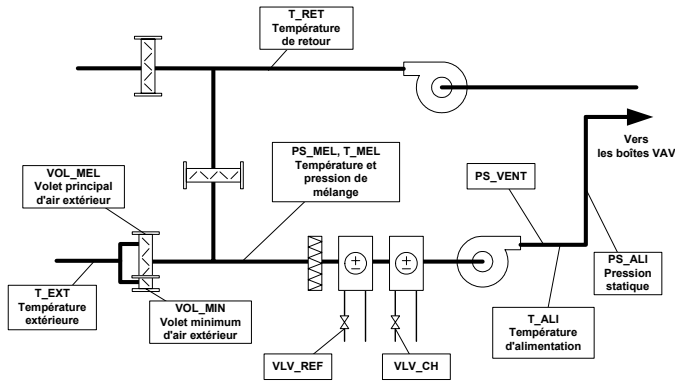 T_RET
Température
de retour
Vers
les boîtes VAV
VOL_MEL
Volet principal
d'air extérieur
PS_MEL, T_MEL
Température et
pression de
mélange
PS_VENT
PS_ALI
Pression
statique
T_EXT
Température
extérieure
VOL_MIN
Volet minimum
d'air extérieur
T_ALI
Température
d'alimentation
VLV_REF
VLV_CH